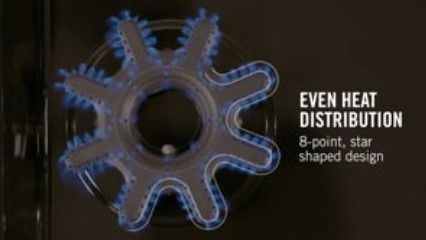 EVEN HEAT
DISTRIBUTION
8-point, star
shaped design